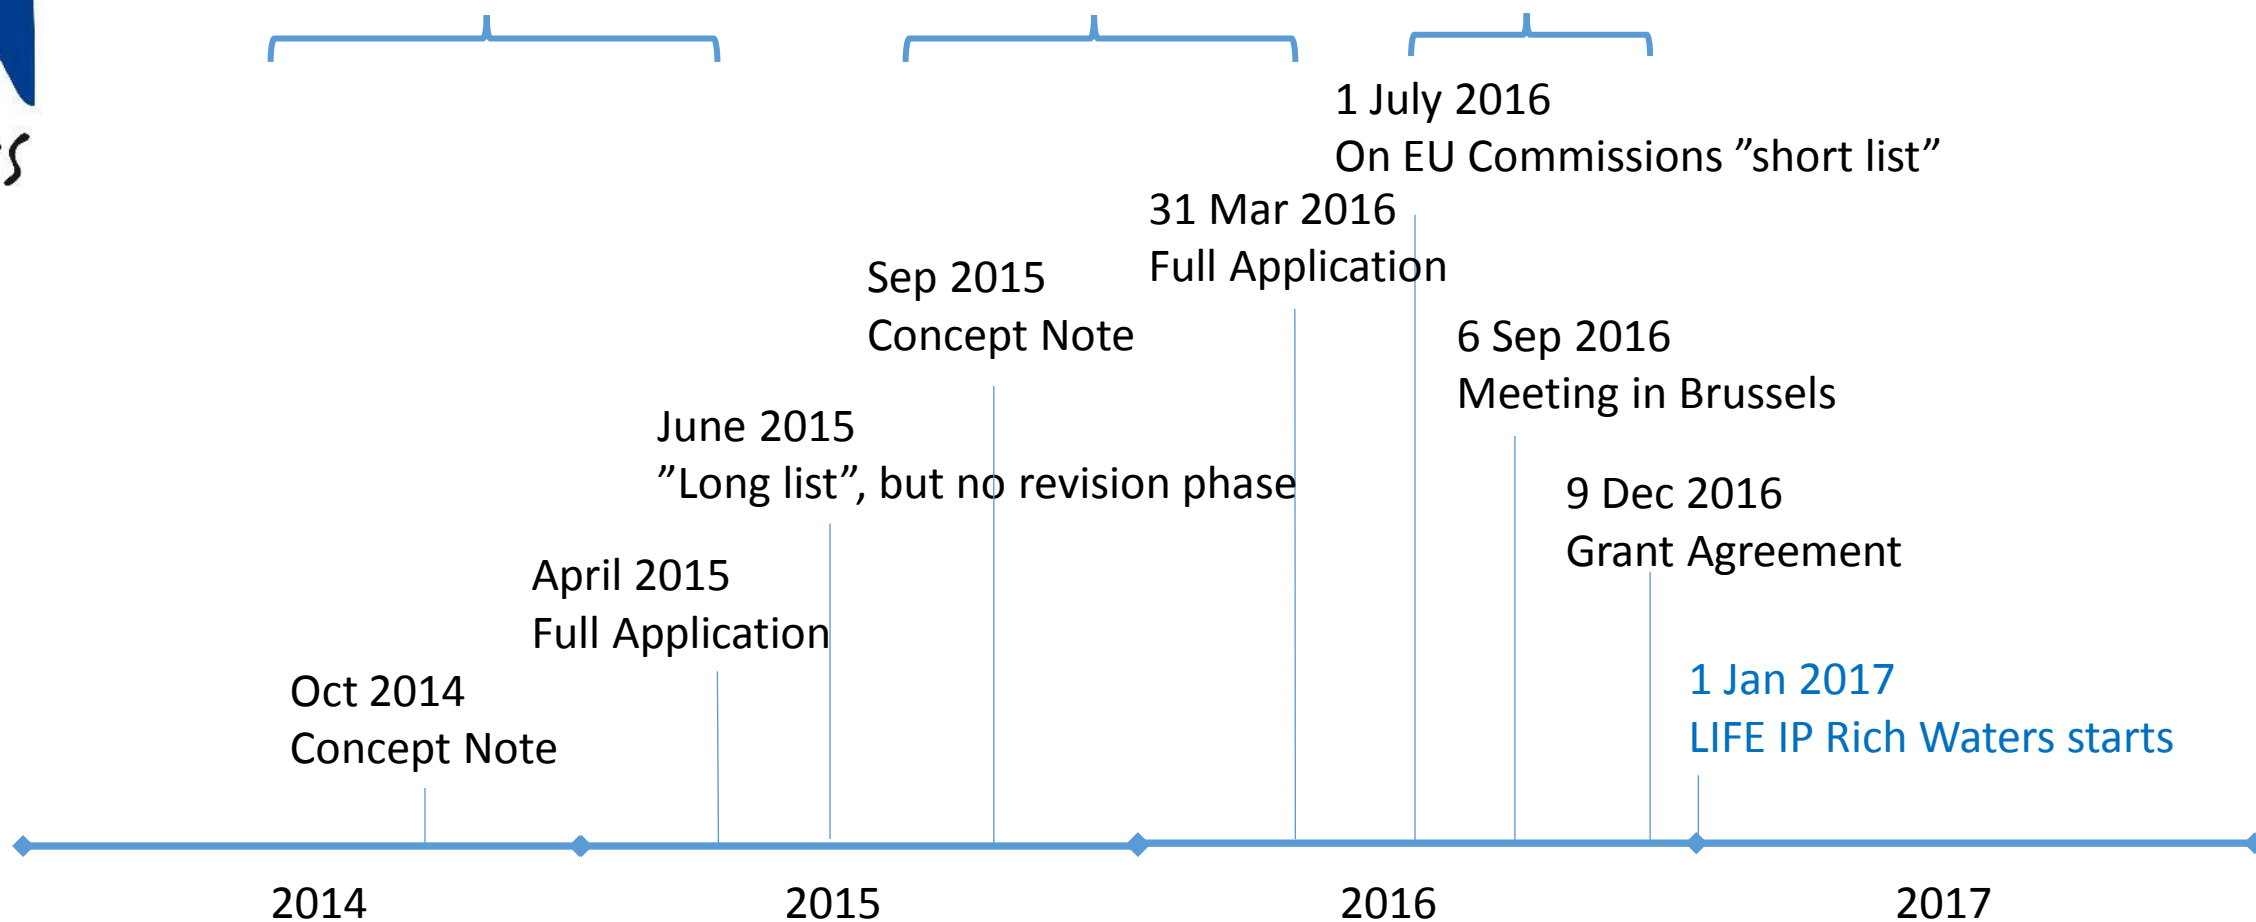 1 July 2016
On EU Commissions ”short list”
31 Mar 2016
Full Application
Sep 2015
Concept Note
6 Sep 2016
Meeting in Brussels
June 2015
”Long list”, but no revision phase
9 Dec 2016
Grant Agreement
April 2015
Full Application
Oct 2014
Concept Note
1 Jan 2017
LIFE IP Rich Waters starts
2014
2015
2016
2017